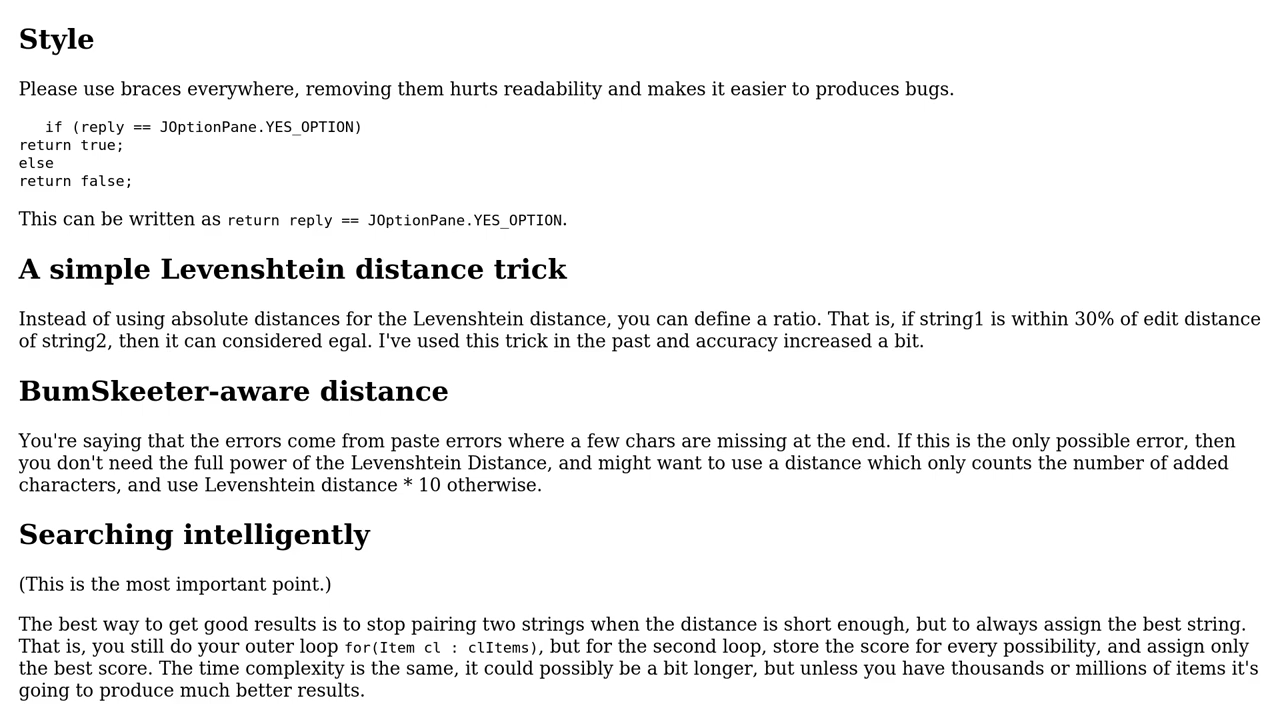 Style
Please use braces everywhere, removing them hurts readability and makes it easier to produces bugs.
if (reply == JOptionPane.YES_OPTION)
return true;
else
return false;
This can be written as return reply == JOptionPane.YES_OPTION.
A simple Levenshtein distance trick
Instead of using absolute distances for the Levenshtein distance, you can define a ratio. That is, if string1 is within 30% of edit distance
of string2, then it can considered egal. I've used this trick in the past and accuracy increased a bit.
BumSkeeter-aware distance
You're saying that the errors come from paste errors where a few chars are missing at the end. If this is the only possible error, then
you don't need the full power of the Levenshtein Distance, and might want to use a distance which only counts the number of added
characters, and use Levenshtein distance * 10 otherwise.
Searching intelligently
(This is the most important point.)
The best way to get good results is to stop pairing two strings when the distance is short enough, but to always assign the best string.
That is, you still do your outer loop for(Item cl : clItems), but for the second loop, store the score for every possibility, and assign only
the best score. The time complexity is the same, it could possibly be a bit longer, but unless you have thousands or millions of items it's
going to produce much better results.